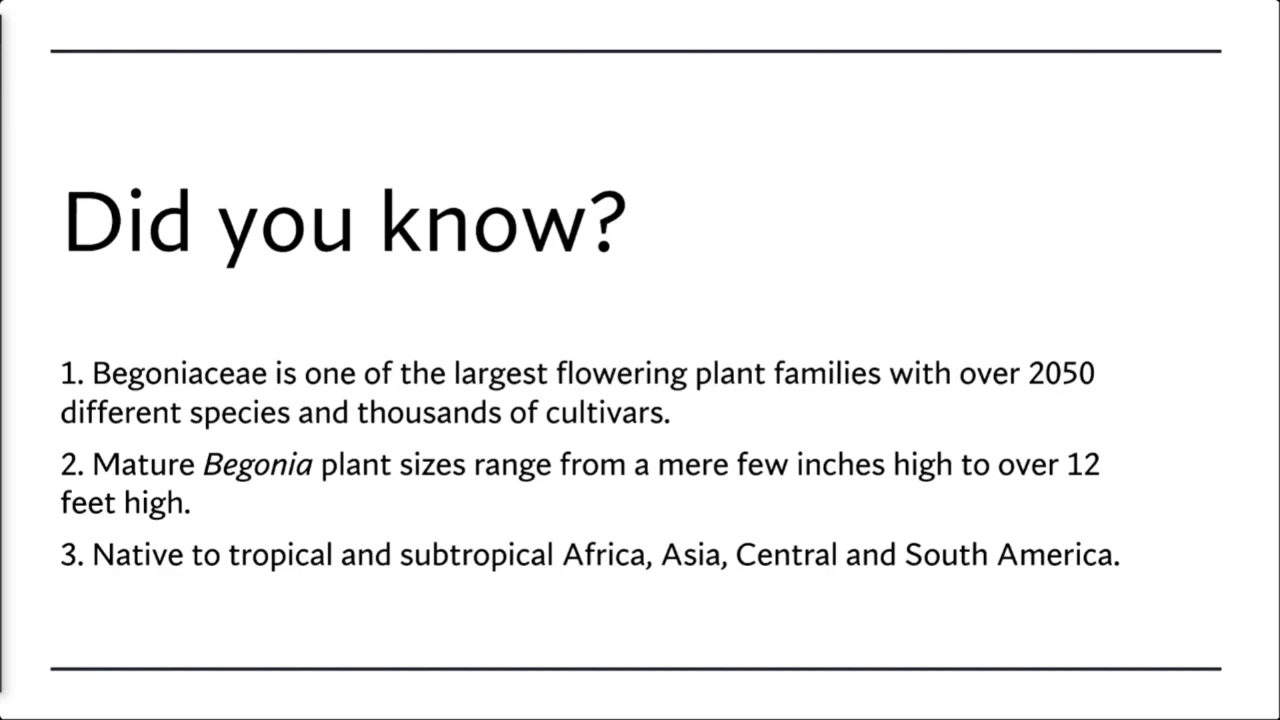 Did you know?
1. Begoniaceae is one of the largest flowering plant families with over 2050
different species and thousands of cultivars.
2. Mature Begonia plant sizes range from a mere few inches high to over 12
feet high.
3. Native to tropical and subtropical Africa, Asia, Central and South America.